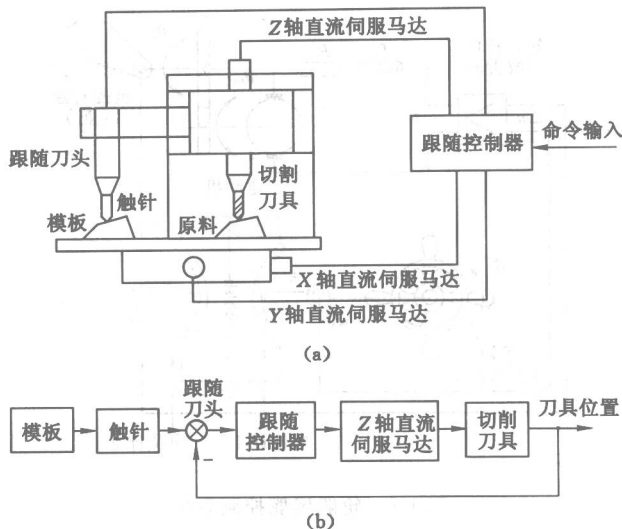 Z轴直流伺服马达
跟随控制器
命令输入
跟随刀头
触针
切割
刀具
模板
原料
X轴直流伺服马达
Y轴直流伺服马达
(a)
跟随
刀头
模板
触针
跟随
控制器
Z轴直流
伺服马达
切削
刀具
刀具位置
(b)